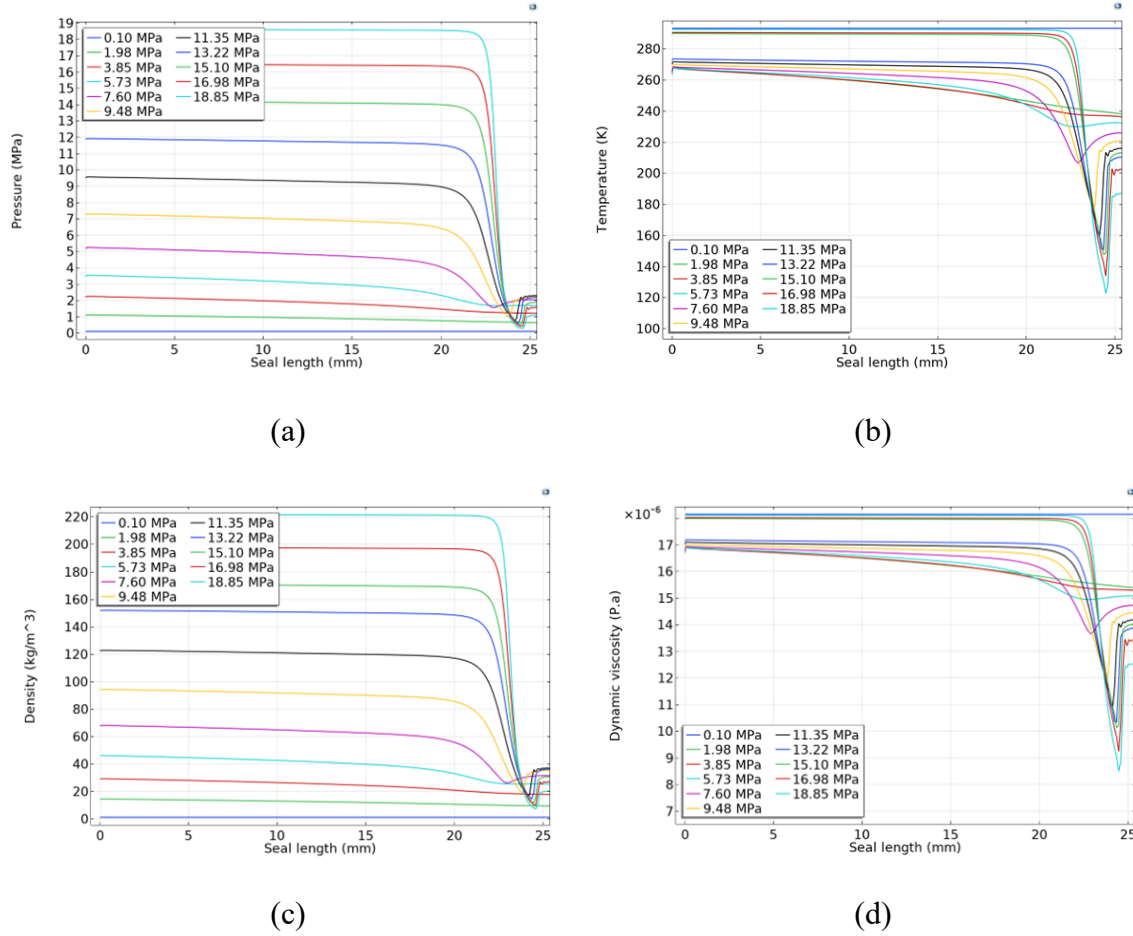 19
18
17
16
15
14
13
12
11
10
9
8
7
6
5
4
3
2
1
0
Pressure (MPa)
0.10 MPa 11.35 MPa
1.98 MPa 13.22 MPa
3.85 MPa 15.10 MPa
5.73 MPa 16.98 MPa
7.60 MPa 18.85 MPa
9.48 MPa
0 5 10 15 20 25
Seal length (mm)
(a)
280
260
240
220
200
180
160
140
120
100
Temperature (K)
0.10 MPa 11.35 MPa
1.98 MPa 13.22 MPa
3.85 MPa 15.10 MPa
5.73 MPa 16.98 MPa
7.60 MPa 18.85 MPa
9.48 MPa
0 5 10 15 20 25
Seal length (mm)
(b)
220
200
180
160
140
120
100
80
60
40
20
0
Density (kg/m^3)
0.10 MPa 11.35 MPa
1.98 MPa 13.22 MPa
3.85 MPa 15.10 MPa
5.73 MPa 16.98 MPa
7.60 MPa 18.85 MPa
9.48 MPa
0 5 10 15 20 25
Seal length (mm)
(c)
×10⁻⁶
17
16
15
14
13
12
11
10
9
8
7
Dynamic viscosity (P.a)
0.10 MPa 11.35 MPa
1.98 MPa 13.22 MPa
3.85 MPa 15.10 MPa
5.73 MPa 16.98 MPa
7.60 MPa 18.85 MPa
9.48 MPa
0 5 10 15 20 25
Seal length (mm)
(d)